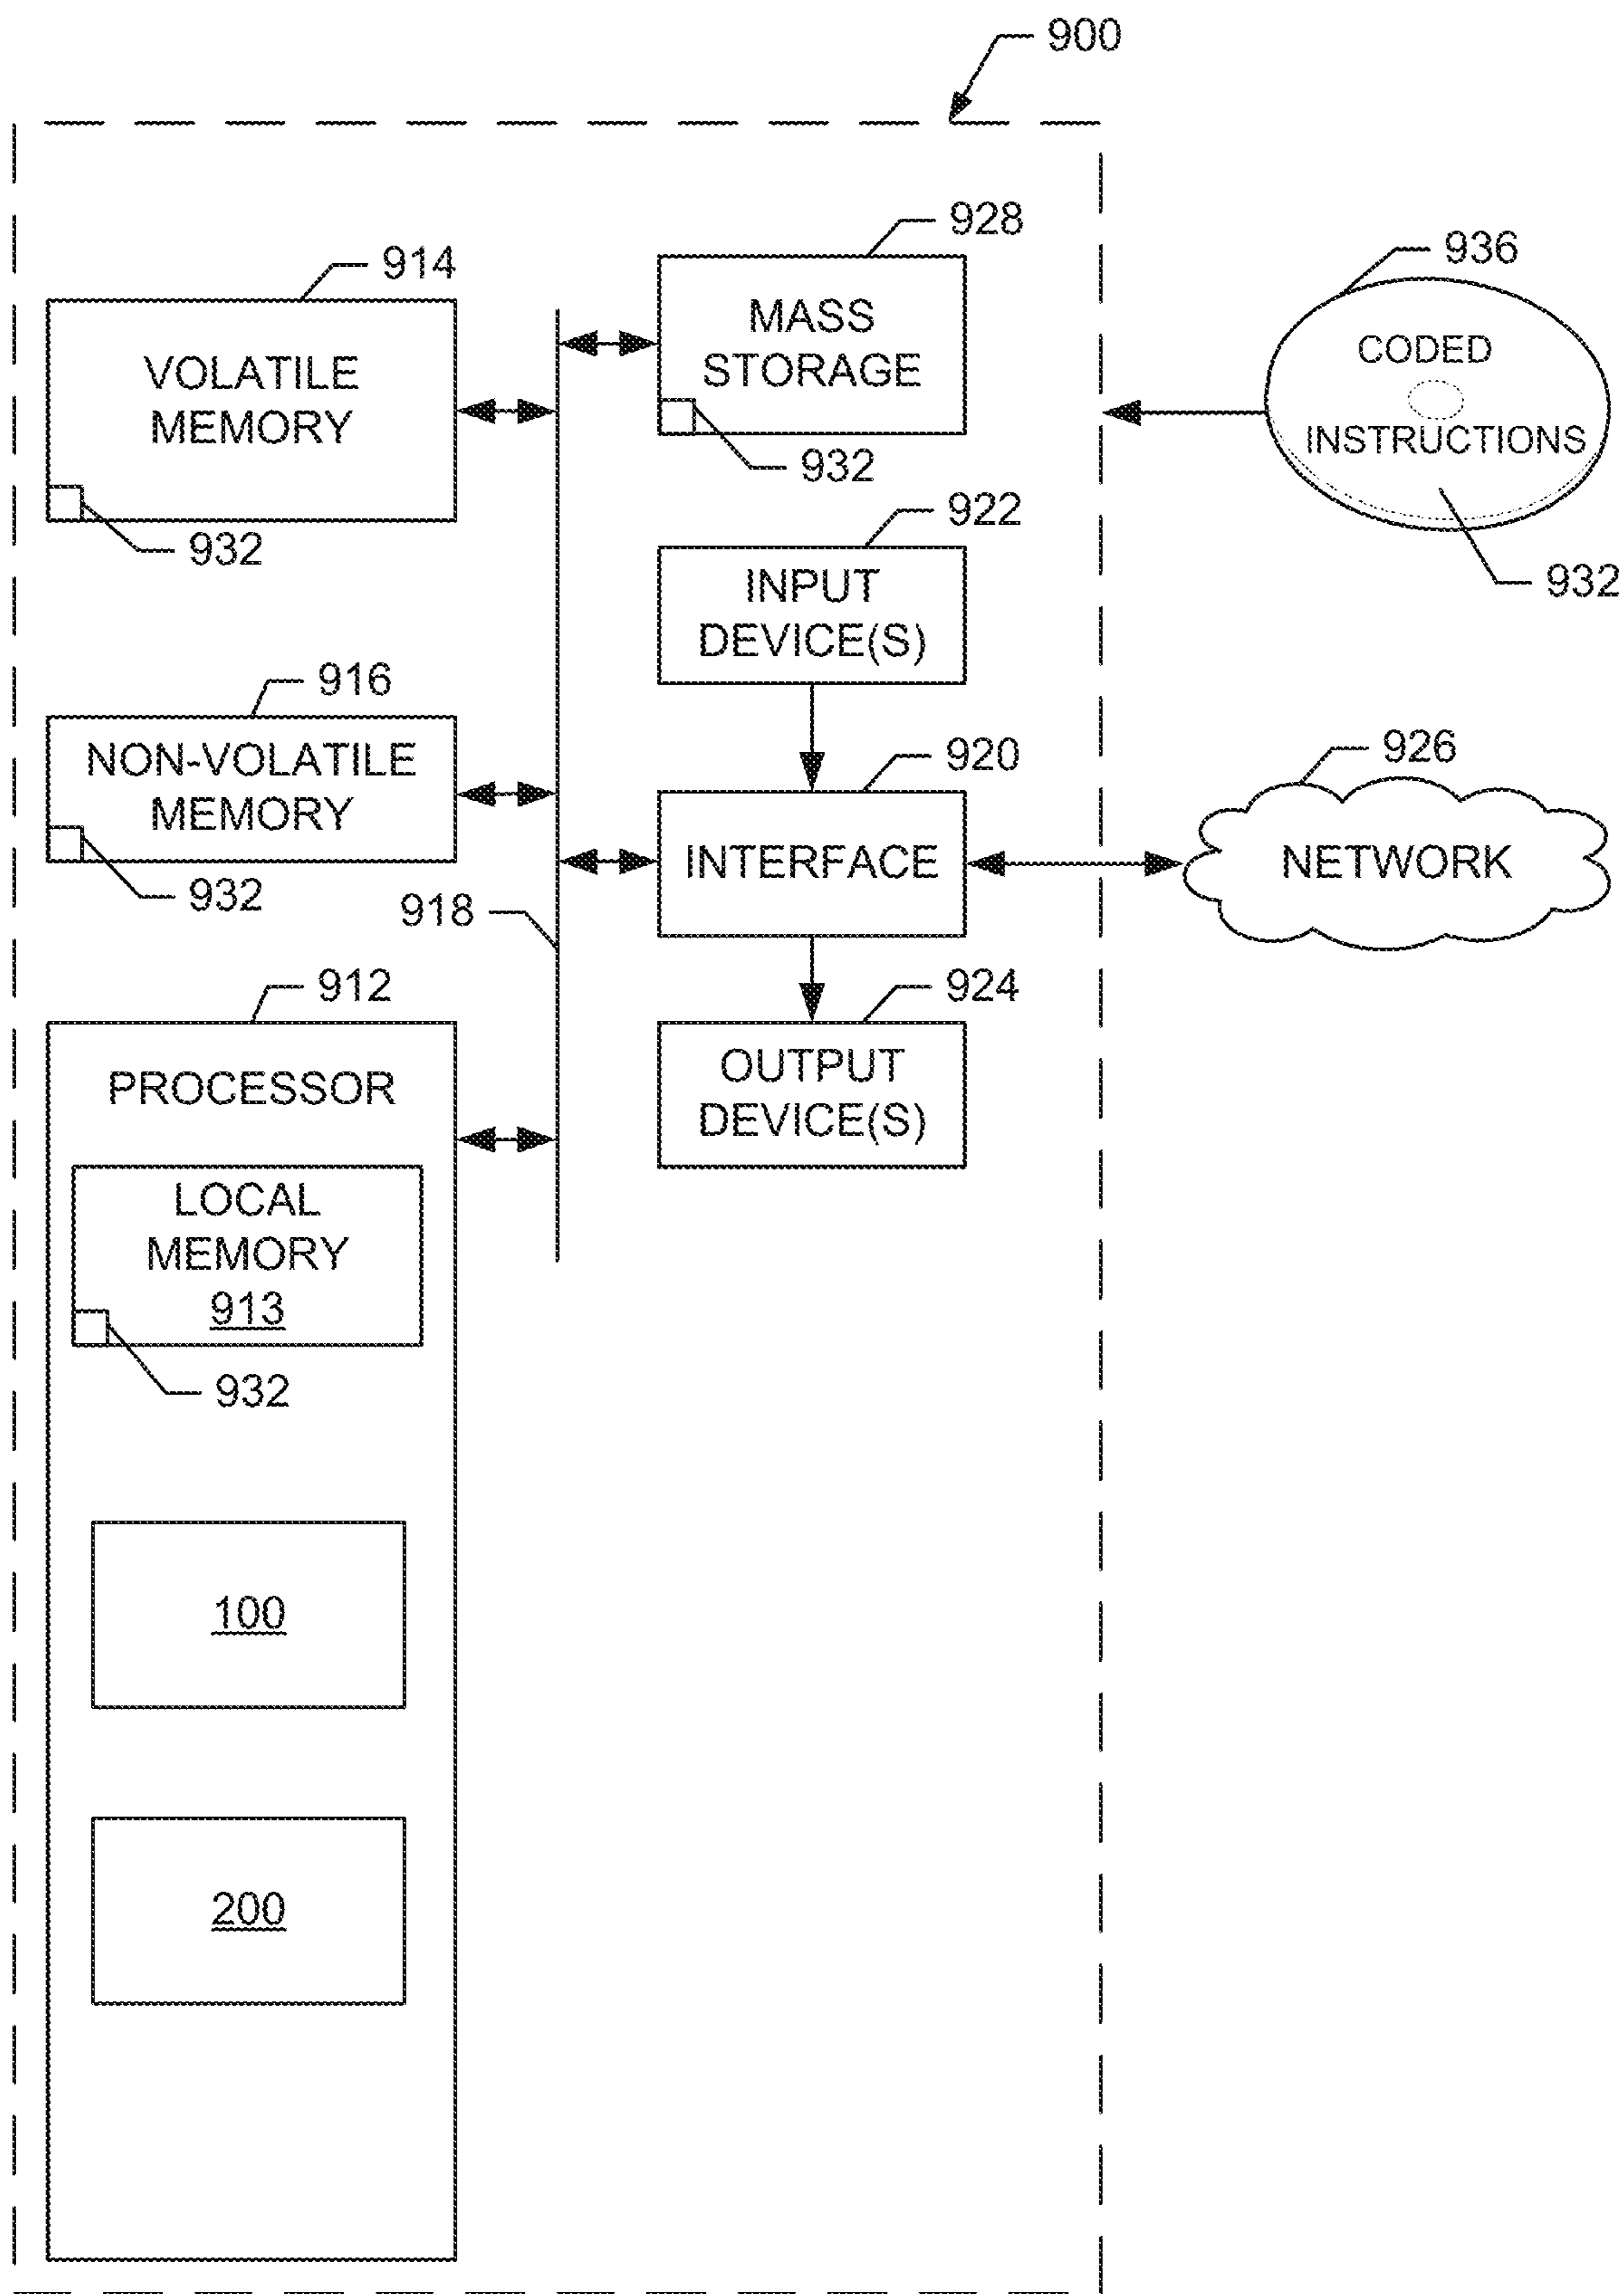 900
928
914
936
MASS
STORAGE
VOLATILE
MEMORY
CODED
INSTRUCTIONS
932
932
932
922
INPUT
DEVICE(S)
916
920
926
NON-VOLATILE
MEMORY
INTERFACE
NETWORK
932
918
912
924
PROCESSOR
OUTPUT
DEVICE(S)
LOCAL
MEMORY
913
932
100
200